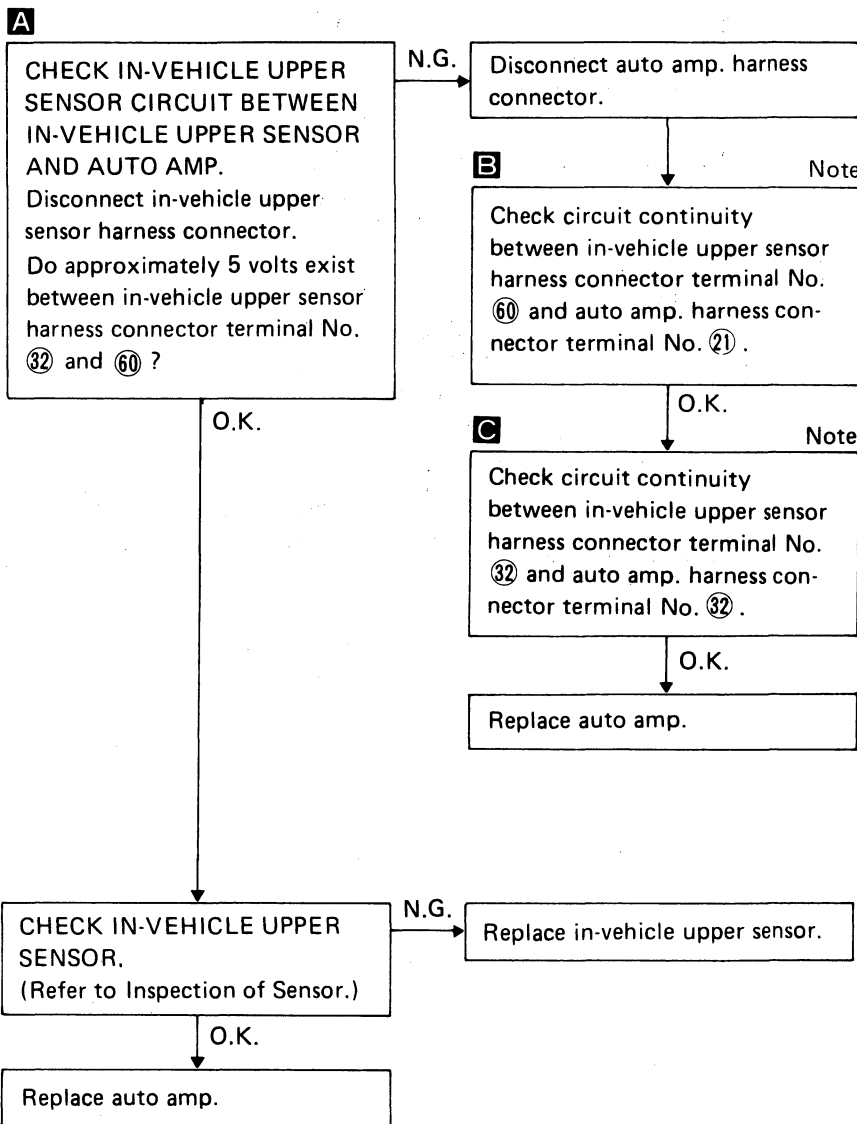 A
CHECK IN-VEHICLE UPPER
SENSOR CIRCUIT BETWEEN
IN-VEHICLE UPPER SENSOR
AND AUTO AMP.
Disconnect in-vehicle upper
sensor harness connector.
Do approximately 5 volts exist
between in-vehicle upper sensor
harness connector terminal No.
㉜ and 60 ?
N.G.
Disconnect auto amp. harness
connector.
B
Note
Check circuit continuity
between in-vehicle upper sensor
harness connector terminal No.
60 and auto amp. harness con-
nector terminal No. ㉑ .
O.K.
O.K.
C
Note
Check circuit continuity
between in-vehicle upper sensor
harness connector terminal No.
㉜ and auto amp. harness con-
nector terminal No. ㉜ .
O.K.
Replace auto amp.
CHECK IN-VEHICLE UPPER
SENSOR.
(Refer to Inspection of Sensor.)
N.G.
Replace in-vehicle upper sensor.
O.K.
Replace auto amp.